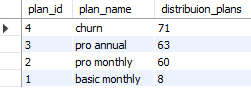 plan_id plan_name distribuion_plans
4 churn 71
3 pro annual 63
2 pro monthly 60
1 basic monthly 8